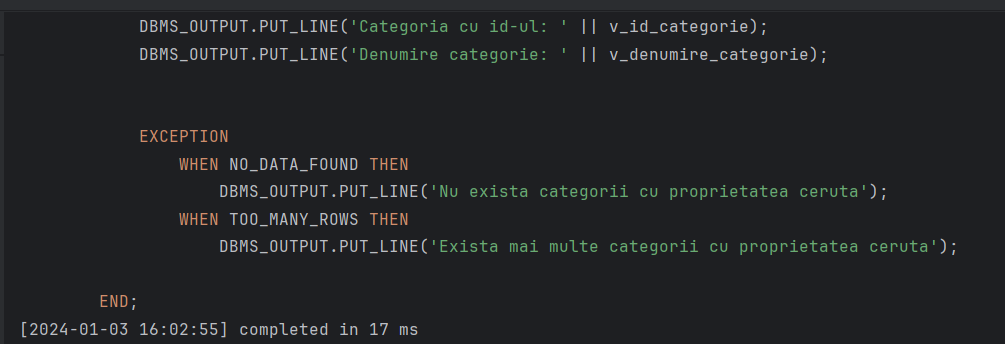 DBMS_OUTPUT.PUT_LINE('Categoria cu id-ul: ' || v_id_categorie);
DBMS_OUTPUT.PUT_LINE('Denumire categorie: ' || v_denumire_categorie);
EXCEPTION
WHEN NO_DATA_FOUND THEN
DBMS_OUTPUT.PUT_LINE('Nu exista categorii cu proprietatea ceruta');
WHEN TOO_MANY_ROWS THEN
DBMS_OUTPUT.PUT_LINE('Exista mai multe categorii cu proprietatea ceruta');
END;
[2024-01-03 16:02:55] completed in 17 ms